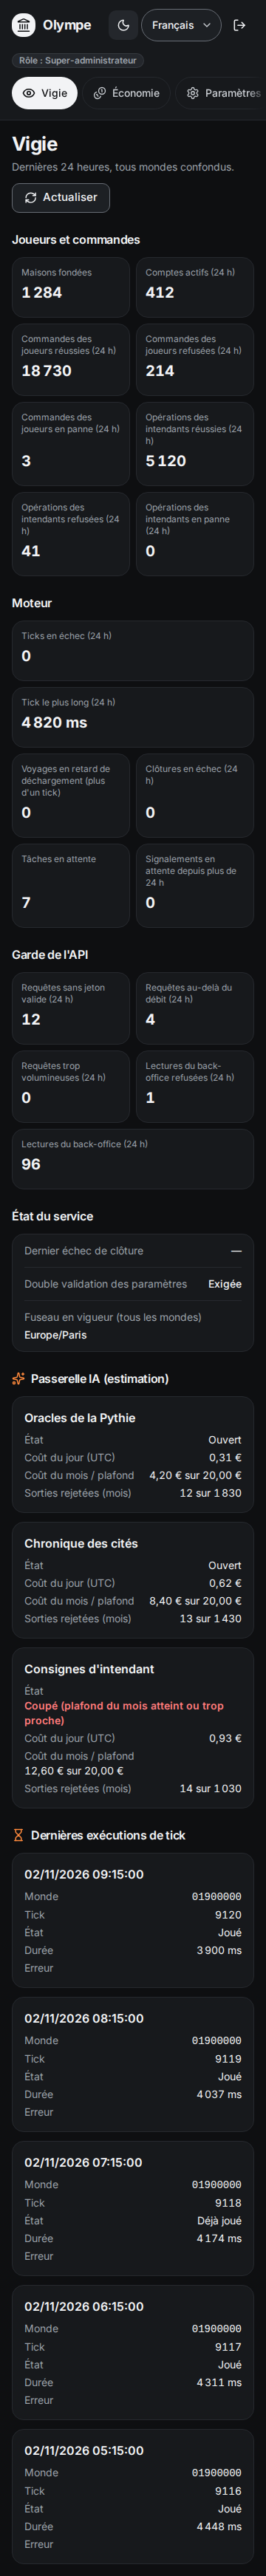 Olympe
Français
Rôle : Super-administrateur
Vigie
Économie
Paramètres
Vigie
Dernières 24 heures, tous mondes confondus.
Actualiser
Joueurs et commandes
Maisons fondées
1 284
Comptes actifs (24 h)
412
Commandes des
joueurs réussies (24 h)
18 730
Commandes des
joueurs refusées (24 h)
214
Commandes des
joueurs en panne (24 h)
3
Opérations des
intendants réussies (24
h)
5 120
Opérations des
intendants refusées (24
h)
41
Opérations des
intendants en panne
(24 h)
0
Moteur
Ticks en échec (24 h)
0
Tick le plus long (24 h)
4 820 ms
Voyages en retard de
déchargement (plus
d'un tick)
0
Clôtures en échec (24
h)
0
Tâches en attente
7
Signalements en
attente depuis plus de
24 h
0
Garde de l'API
Requêtes sans jeton
valide (24 h)
12
Requêtes au-delà du
débit (24 h)
4
Requêtes trop
volumineuses (24 h)
0
Lectures du back-
office refusées (24 h)
1
Lectures du back-office (24 h)
96
État du service
Dernier échec de clôture —
Double validation des paramètres Exigée
Fuseau en vigueur (tous les mondes)
Europe/Paris
Passerelle IA (estimation)
Oracles de la Pythie
État Ouvert
Coût du jour (UTC) 0,31 €
Coût du mois / plafond 4,20 € sur 20,00 €
Sorties rejetées (mois) 12 sur 1 830
Chronique des cités
État Ouvert
Coût du jour (UTC) 0,62 €
Coût du mois / plafond 8,40 € sur 20,00 €
Sorties rejetées (mois) 13 sur 1 430
Consignes d'intendant
État
Coupé (plafond du mois atteint ou trop
proche)
Coût du jour (UTC) 0,93 €
Coût du mois / plafond
12,60 € sur 20,00 €
Sorties rejetées (mois) 14 sur 1 030
Dernières exécutions de tick
02/11/2026 09:15:00
Monde 01900000
Tick 9120
État Joué
Durée 3 900 ms
Erreur
02/11/2026 08:15:00
Monde 01900000
Tick 9119
État Joué
Durée 4 037 ms
Erreur
02/11/2026 07:15:00
Monde 01900000
Tick 9118
État Déjà joué
Durée 4 174 ms
Erreur
02/11/2026 06:15:00
Monde 01900000
Tick 9117
État Joué
Durée 4 311 ms
Erreur
02/11/2026 05:15:00
Monde 01900000
Tick 9116
État Joué
Durée 4 448 ms
Erreur